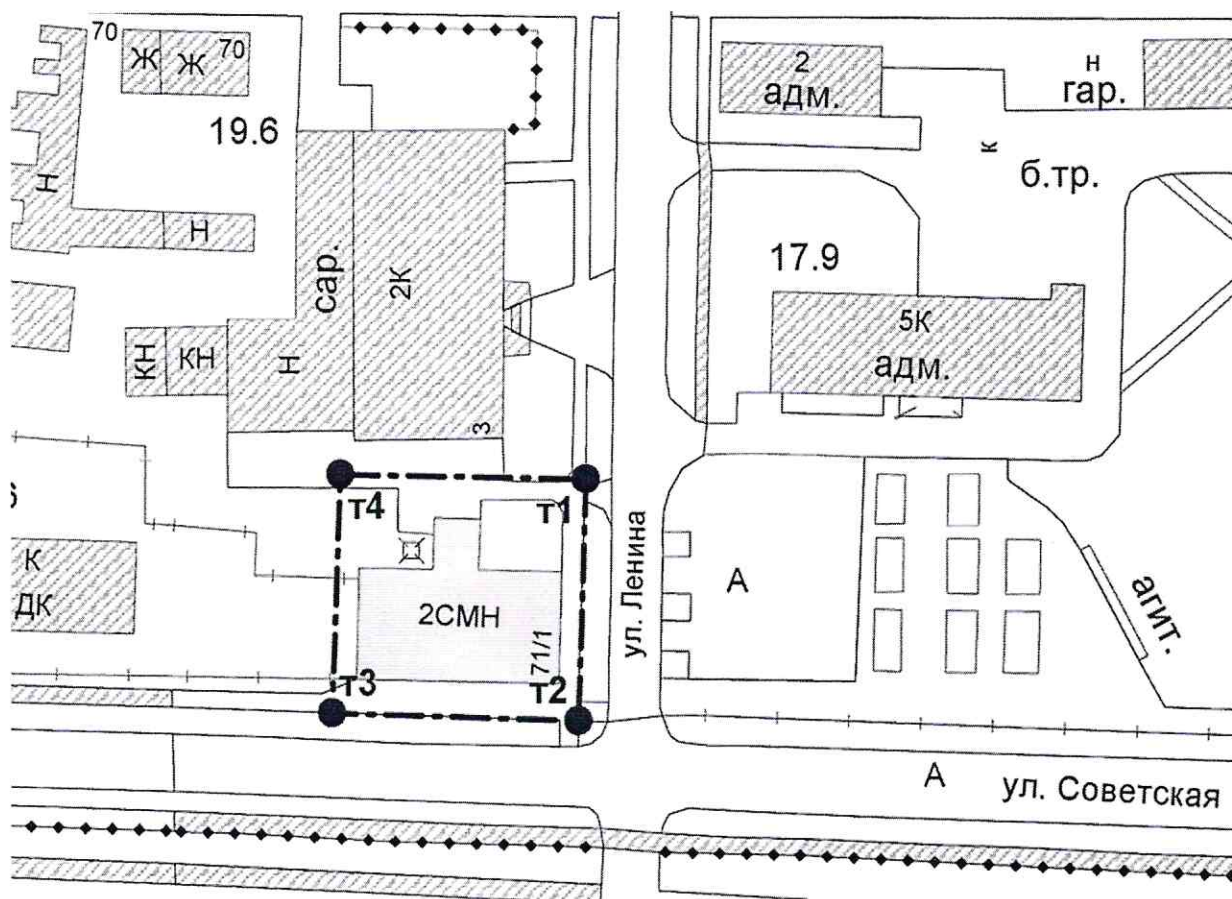 70
Ж
Ж
70
19.6
Н
Н
сар.
2К
Н
КН
КН
3
2
адм.
н
гар.
к
б.тр.
17.9
5К
адм.
т4
т1
ул. Ленина
А
агит.
К
ДК
2СМН
71/1
т3
т2
А
ул. Советская